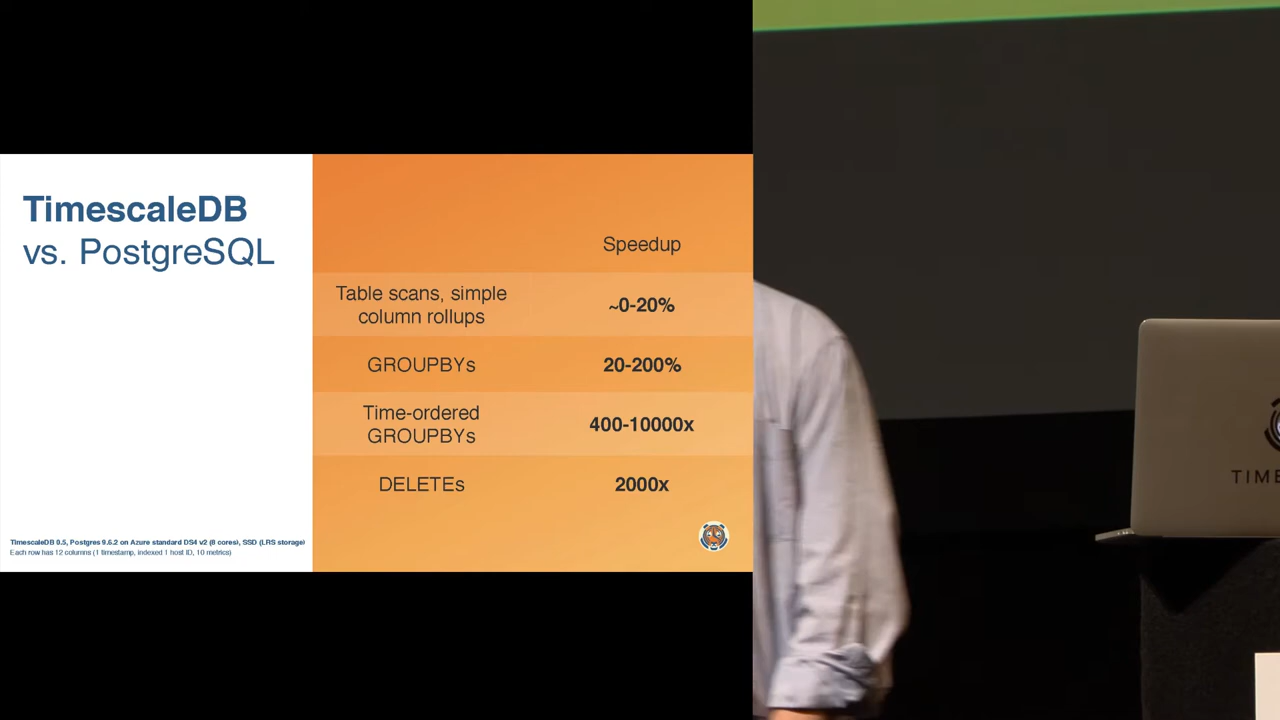 TimescaleDB
vs. PostgreSQL
Speedup
Table scans, simple
column rollups
~0-20%
GROUPBYs
20-200%
Time-ordered
GROUPBYs
400-10000x
DELETEs
2000x
TimescaleDB 0.5, Postgres 9.6.2 on Azure standard DS4 v2 (8 cores), SSD (LRS storage)
Each row has 12 columns (1 timestamp, indexed 1 host ID, 10 metrics)